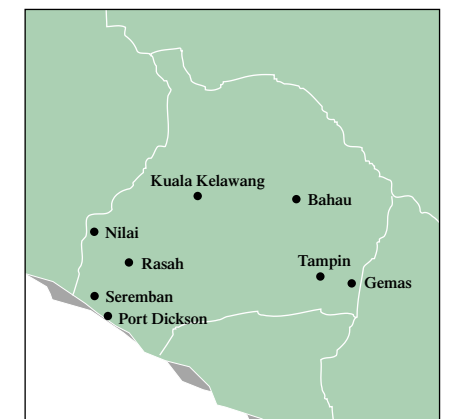 Kuala Kelawang
Bahau
Nilai
Rasah
Tampin
Gemas
Seremban
Port Dickson